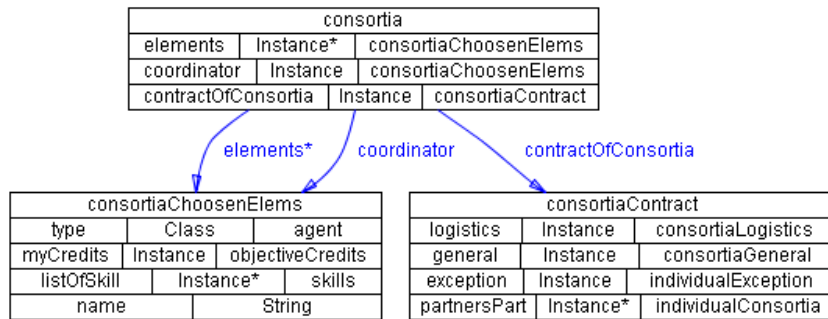 consortia
elements Instance* consortiaChoosenElems
coordinator Instance consortiaChoosenElems
contractOfConsortia Instance consortiaContract
elements* coordinator contractOfConsortia
consortiaChoosenElems
type Class agent
myCredits Instance objectiveCredits
listOfSkill Instance* skills
name String
consortiaContract
logistics Instance consortiaLogistics
general Instance consortiaGeneral
exception Instance individualException
partnersPart Instance* individualConsortia